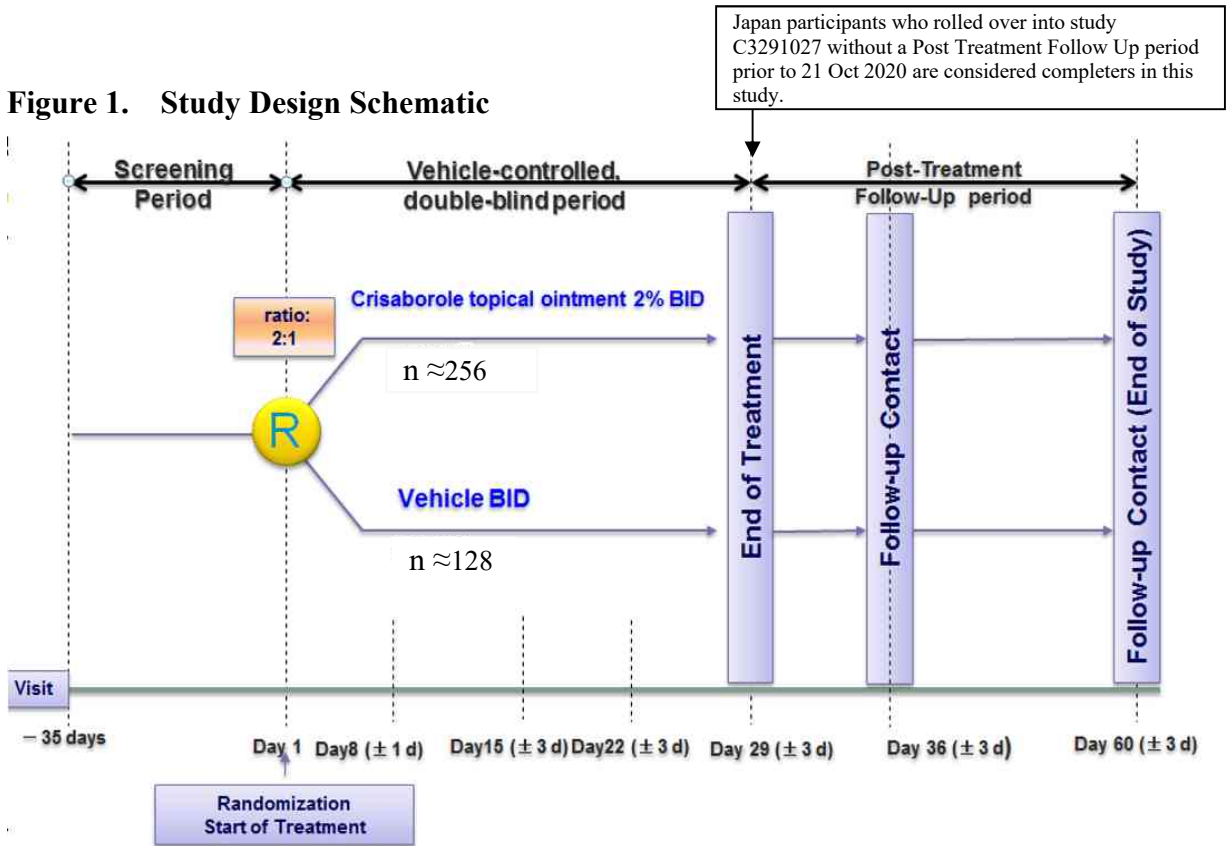 Japan participants who rolled over into study
C3291027 without a Post Treatment Follow Up period
prior to 21 Oct 2020 are considered completers in this
study.
Figure 1. Study Design Schematic
Screening
Period
Vehicle-controlled,
double-blind period
Post-Treatment
Follow-Up period
ratio:
2:1
Crisaborole topical ointment 2% BID
n ≈256
R
Vehicle BID
n ≈128
End of Treatment
Follow-up Contact
Follow-up Contact (End of Study)
Visit
− 35 days
Day 1
Day8 (± 1 d)
Day15 (± 3 d)
Day22 (± 3 d)
Day 29 (± 3 d)
Day 36 (± 3 d)
Day 60 (± 3 d)
Randomization
Start of Treatment